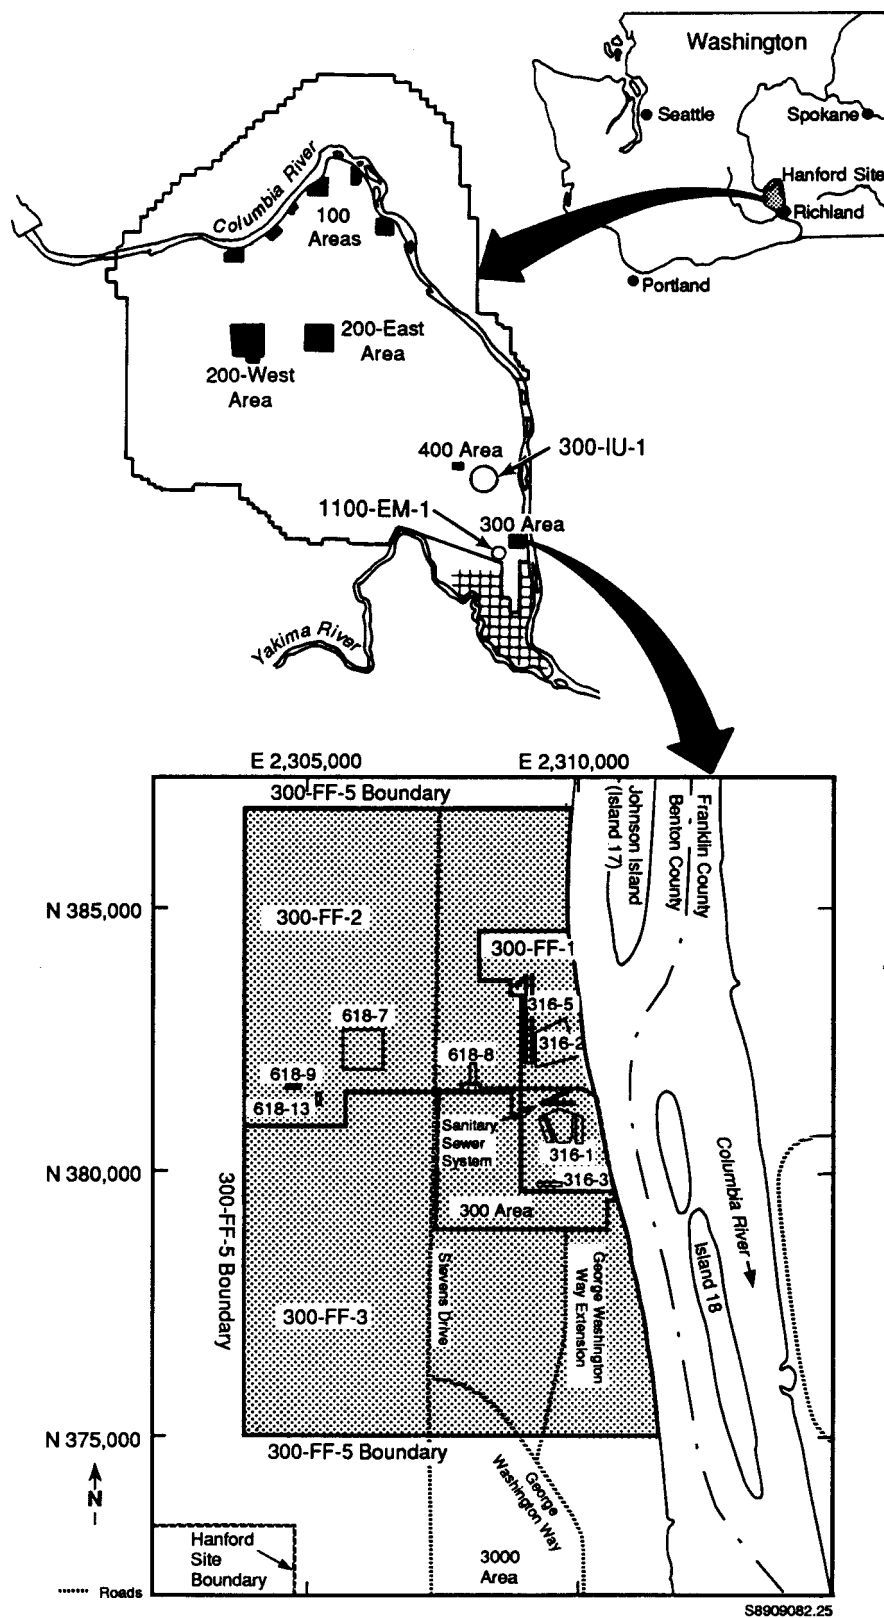 Washington
Seattle
Spokane
Hanford Site
Richland
Portland
Columbia River
100
Areas
200-East
Area
200-West
Area
400 Area
300-IU-1
1100-EM-1
300 Area
Yakima River
E 2,305,000
E 2,310,000
300-FF-5 Boundary
Johnson Island
(Island 17)
Franklin County
Benton County
N 385,000
300-FF-2
300-FF-1
316-5
618-7
316-2
618-8
618-9
618-13
Sanitary
Sewer
System
316-1
N 380,000
316-3
300 Area
Columbia River
300-FF-5 Boundary
Stevens Drive
George Washington
Way Extension
Island 18
300-FF-3
N 375,000
300-FF-5 Boundary
George
Washington Way
N
Hanford
Site
Boundary
3000
Area
Roads
S8909082.25